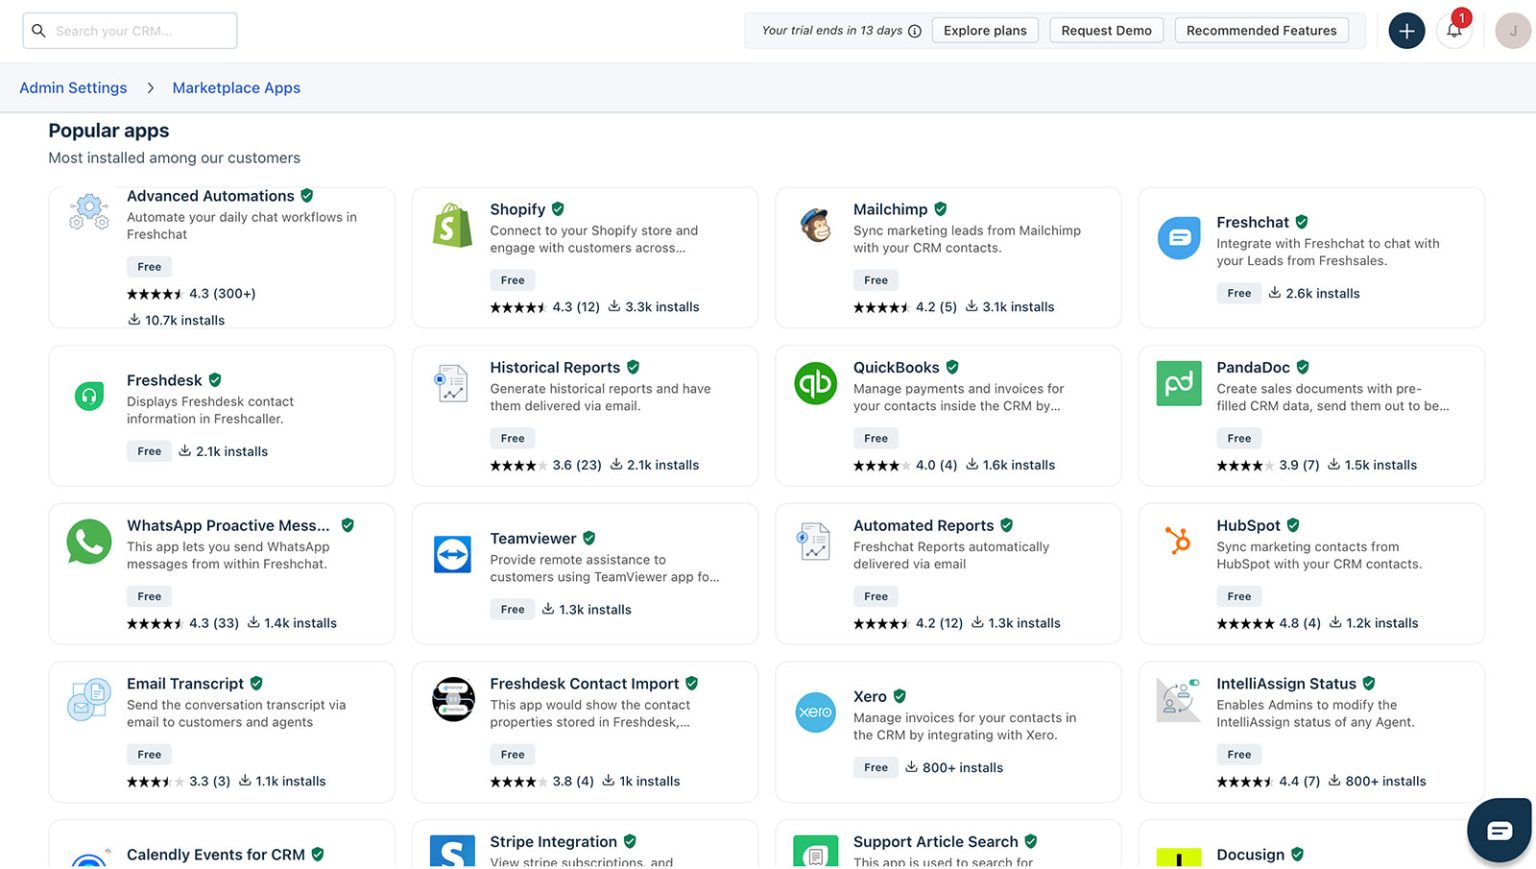 Search your CRM...
Your trial ends in 13 days
Explore plans
Request Demo
Recommended Features
1
J
Admin Settings
Marketplace Apps
Popular apps
Most installed among our customers
Advanced Automations
Automate your daily chat workflows in
Freshchat
Free
4.3 (300+)
10.7k installs
Shopify
Connect to your Shopify store and
engage with customers across...
Free
4.3 (12) 3.3k installs
Mailchimp
Sync marketing leads from Mailchimp
with your CRM contacts.
Free
4.2 (5) 3.1k installs
Freshchat
Integrate with Freshchat to chat with
your Leads from Freshsales.
Free 2.6k installs
Freshdesk
Displays Freshdesk contact
information in Freshcaller.
Free 2.1k installs
Historical Reports
Generate historical reports and have
them delivered via email.
Free
3.6 (23) 2.1k installs
qb
QuickBooks
Manage payments and invoices for
your contacts inside the CRM by...
Free
4.0 (4) 1.6k installs
pd
PandaDoc
Create sales documents with pre-
filled CRM data, send them out to be...
Free
3.9 (7) 1.5k installs
WhatsApp Proactive Mess...
This app lets you send WhatsApp
messages from within Freshchat.
Free
4.3 (33) 1.4k installs
Teamviewer
Provide remote assistance to
customers using TeamViewer app fo...
Free 1.3k installs
Automated Reports
Freshchat Reports automatically
delivered via email
Free
4.2 (12) 1.3k installs
HubSpot
Sync marketing contacts from
HubSpot with your CRM contacts.
Free
4.8 (4) 1.2k installs
Email Transcript
Send the conversation transcript via
email to customers and agents
Free
3.3 (3) 1.1k installs
Freshdesk Contact Import
This app would show the contact
properties stored in Freshdesk,...
Free
3.8 (4) 1k installs
xero
Xero
Manage invoices for your contacts in
the CRM by integrating with Xero.
Free 800+ installs
IntelliAssign Status
Enables Admins to modify the
IntelliAssign status of any Agent.
Free
4.4 (7) 800+ installs
Calendly Events for CRM
S
Stripe Integration
View stripe subscriptions, and
Support Article Search
This app is used to search for
Docusign